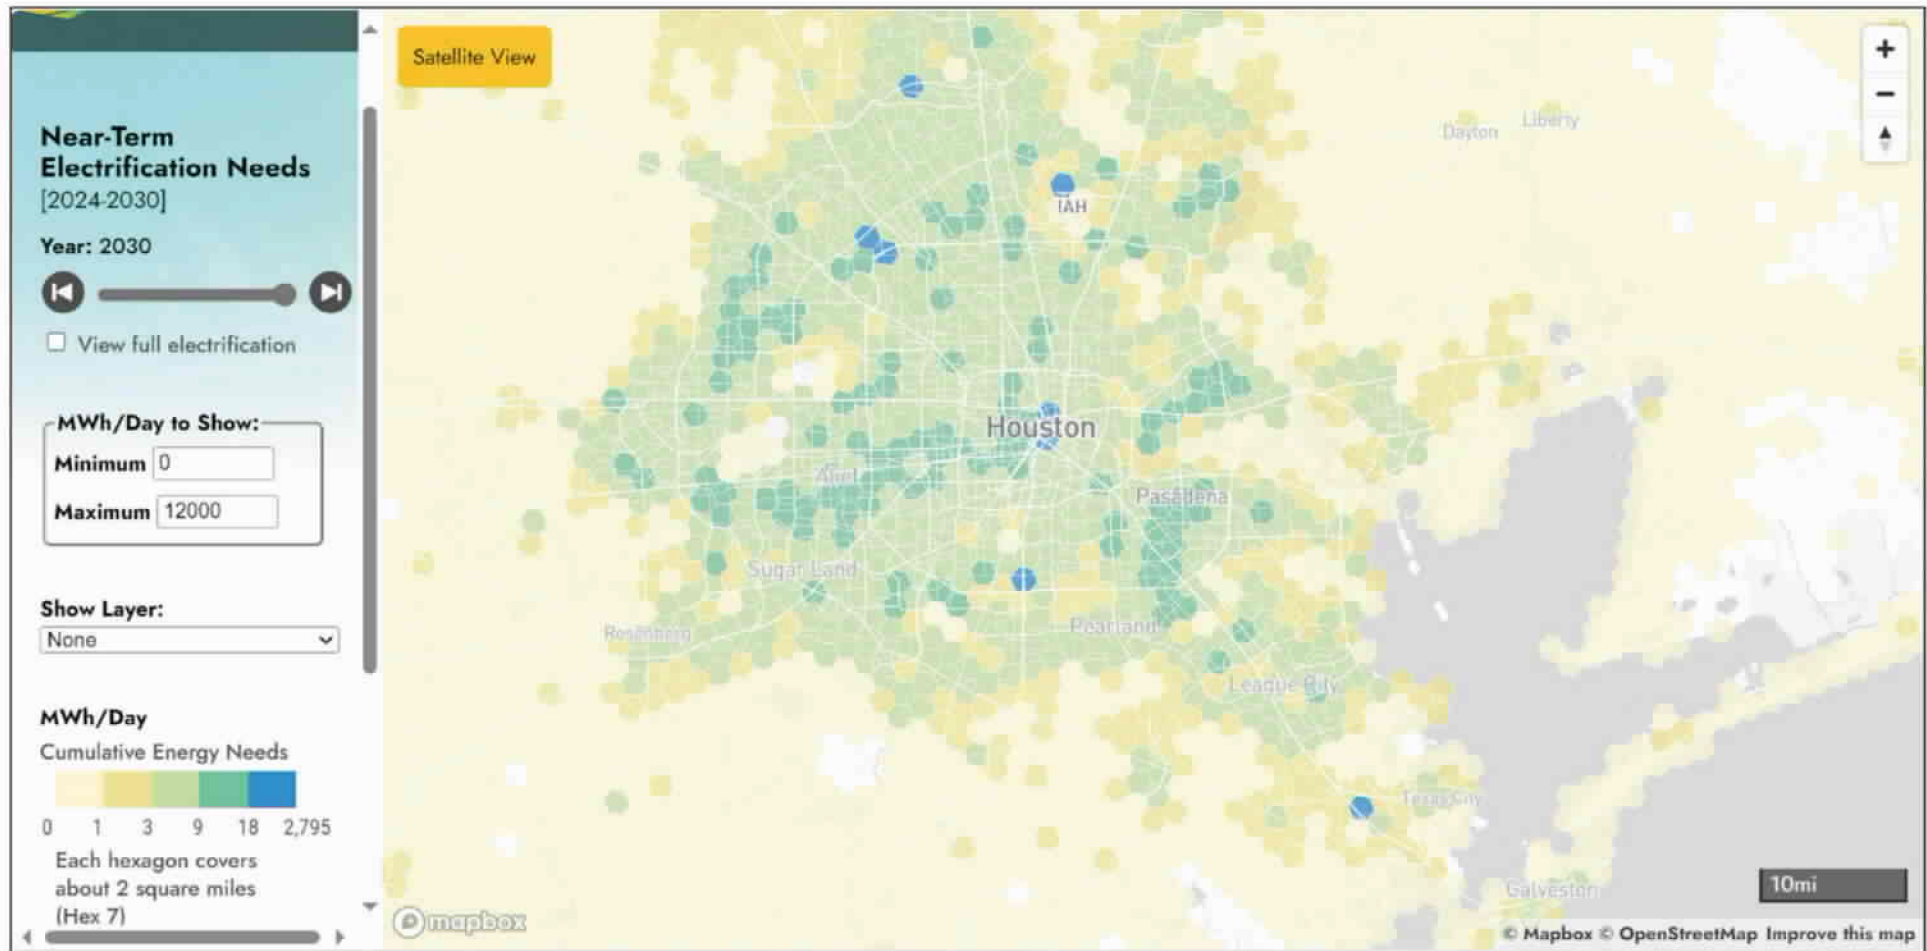 Near-Term
Electrification Needs
[2024-2030]
Year: 2030
View full electrification
MWh/Day to Show:
Minimum 0
Maximum 12000
Show Layer:
None
MWh/Day
Cumulative Energy Needs
0 1 3 9 18 2,795
Each hexagon covers
about 2 square miles
(Hex 7)
Satellite View
Dayton
Liberty
IAH
Houston
Alief
Pasadena
Sugar Land
Rosenberg
Pearland
League City
Texas City
Galveston
10mi
mapbox
© Mapbox © OpenStreetMap Improve this map